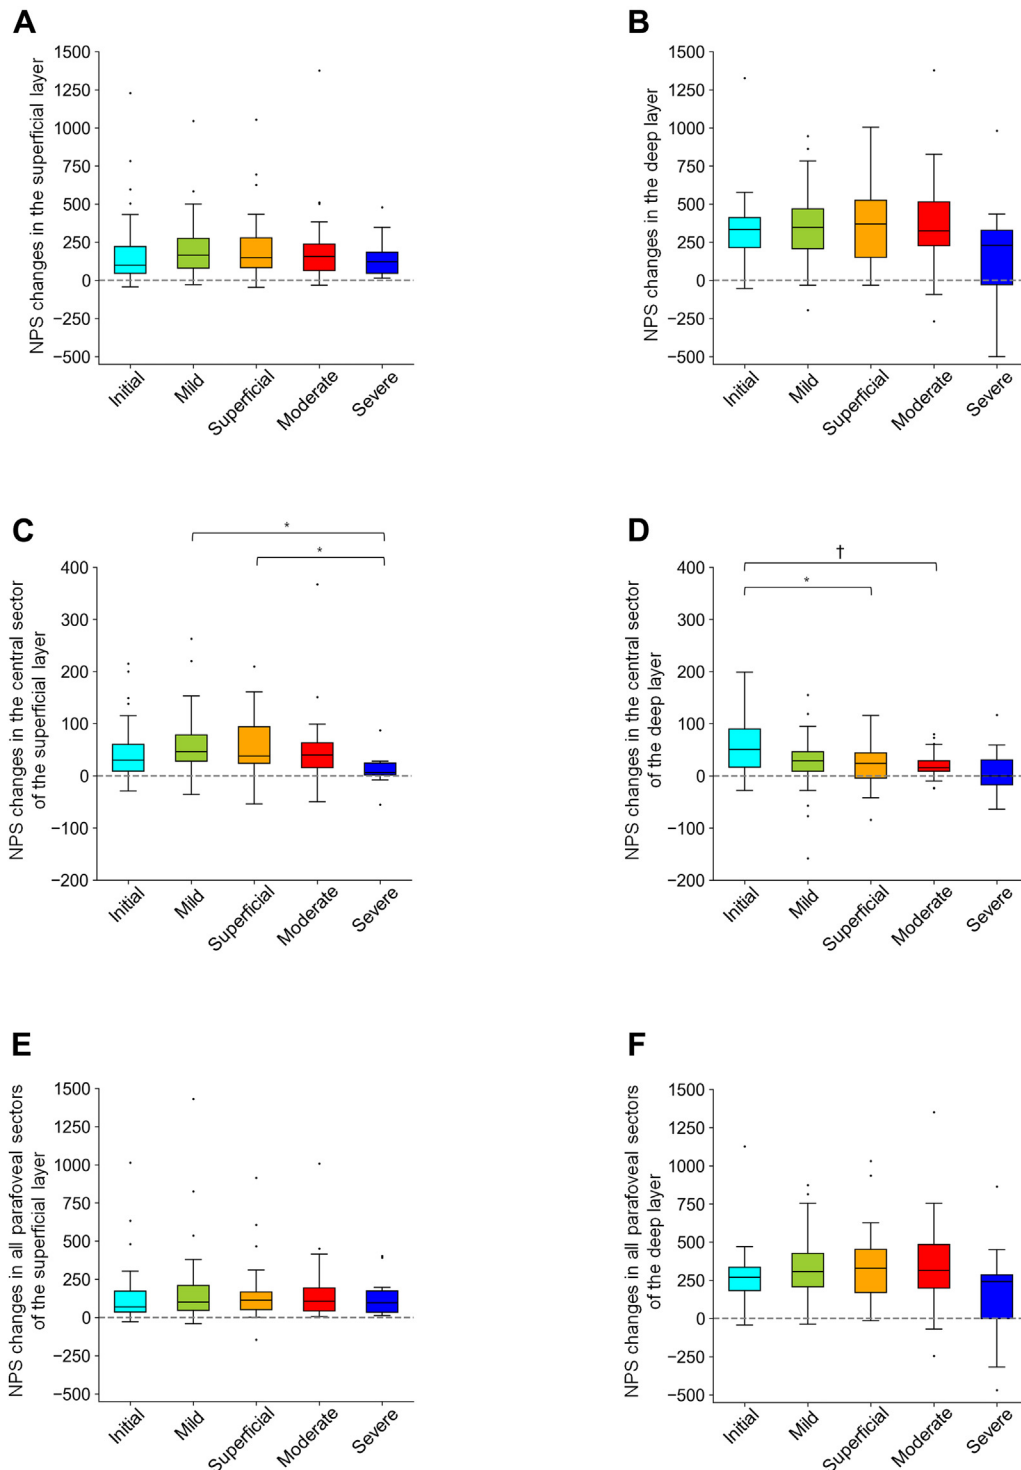 A
NPS changes in the superficial layer
1500
1250
1000
750
500
250
0
−250
−500
Initial
Mild
Superficial
Moderate
Severe
B
NPS changes in the deep layer
1500
1250
1000
750
500
250
0
−250
−500
Initial
Mild
Superficial
Moderate
Severe
C
NPS changes in the central sector
of the superficial layer
*
*
400
300
200
100
0
−100
−200
Initial
Mild
Superficial
Moderate
Severe
D
NPS changes in the central sector
of the deep layer
†
*
400
300
200
100
0
−100
−200
Initial
Mild
Superficial
Moderate
Severe
E
NPS changes in all parafoveal sectors
of the superficial layer
1500
1250
1000
750
500
250
0
−250
−500
Initial
Mild
Superficial
Moderate
Severe
F
NPS changes in all parafoveal sectors
of the deep layer
1500
1250
1000
750
500
250
0
−250
−500
Initial
Mild
Superficial
Moderate
Severe